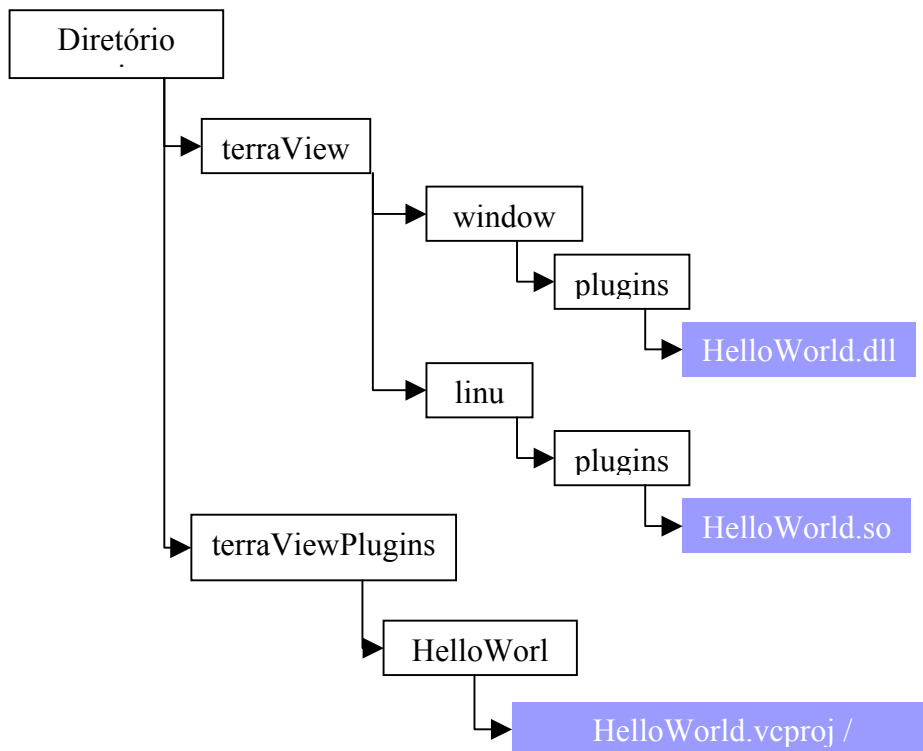 Diretório
terraView
window
plugins
HelloWorld.dll
linu
plugins
HelloWorld.so
terraViewPlugins
HelloWorl
HelloWorld.vcproj /